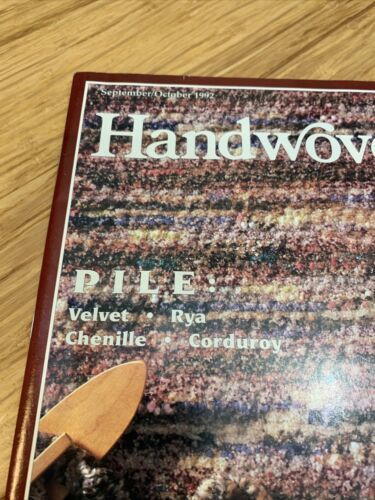 September/October 1992
Handwove
PILE:
Velvet • Rya
Chenille • Corduroy